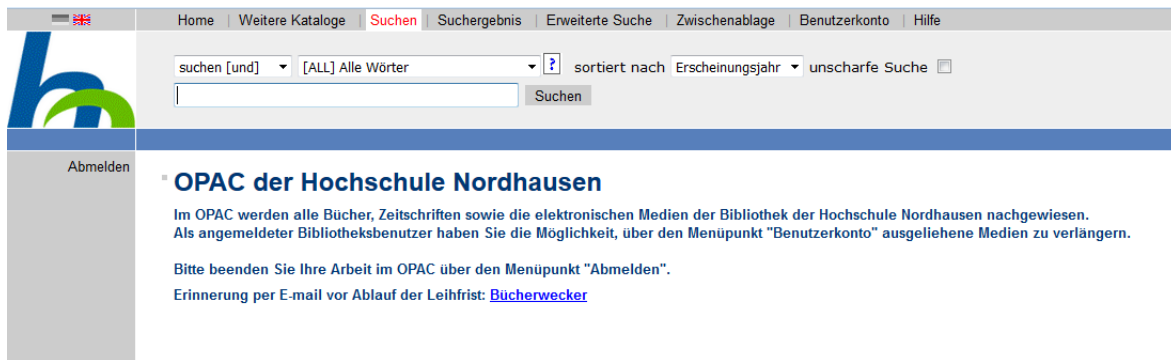 Home | Weitere Kataloge | Suchen | Suchergebnis | Erweiterte Suche | Zwischenablage | Benutzerkonto | Hilfe
suchen [und] [ALL] Alle Wörter ? sortiert nach Erscheinungsjahr unscharfe Suche
Suchen
Abmelden
OPAC der Hochschule Nordhausen
Im OPAC werden alle Bücher, Zeitschriften sowie die elektronischen Medien der Bibliothek der Hochschule Nordhausen nachgewiesen.
Als angemeldeter Bibliotheksbenutzer haben Sie die Möglichkeit, über den Menüpunkt "Benutzerkonto" ausgeliehene Medien zu verlängern.
Bitte beenden Sie Ihre Arbeit im OPAC über den Menüpunkt "Abmelden".
Erinnerung per E-mail vor Ablauf der Leihfrist: Bücherwecker